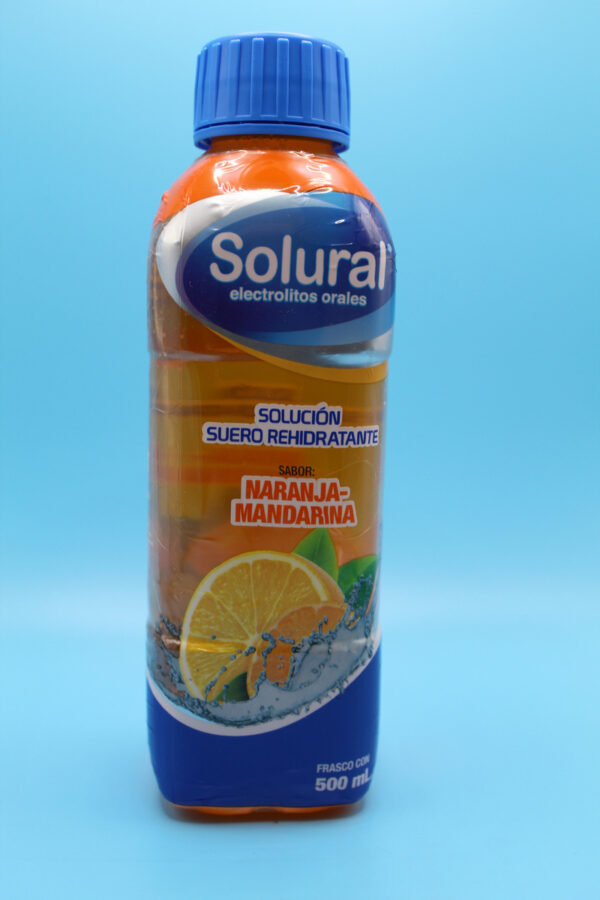 Solural
electrolitos orales
SOLUCIÓN
SUERO REHIDRATANTE
SABOR:
NARANJA-
MANDARINA
FRASCO CON
500 mL